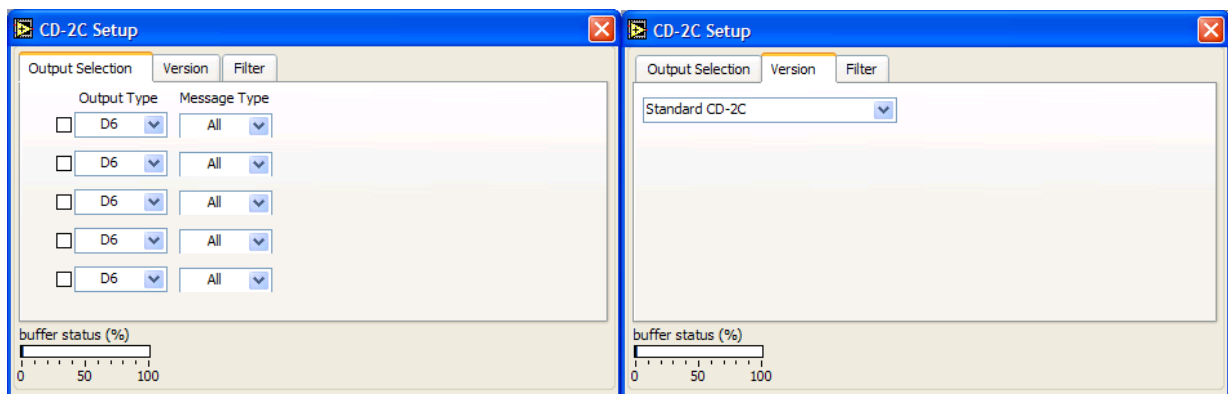 CD-2C Setup
Output Selection Version Filter
Output Type Message Type
D6 All
D6 All
D6 All
D6 All
D6 All
buffer status (%)
0 50 100
CD-2C Setup
Output Selection Version Filter
Standard CD-2C
buffer status (%)
0 50 100